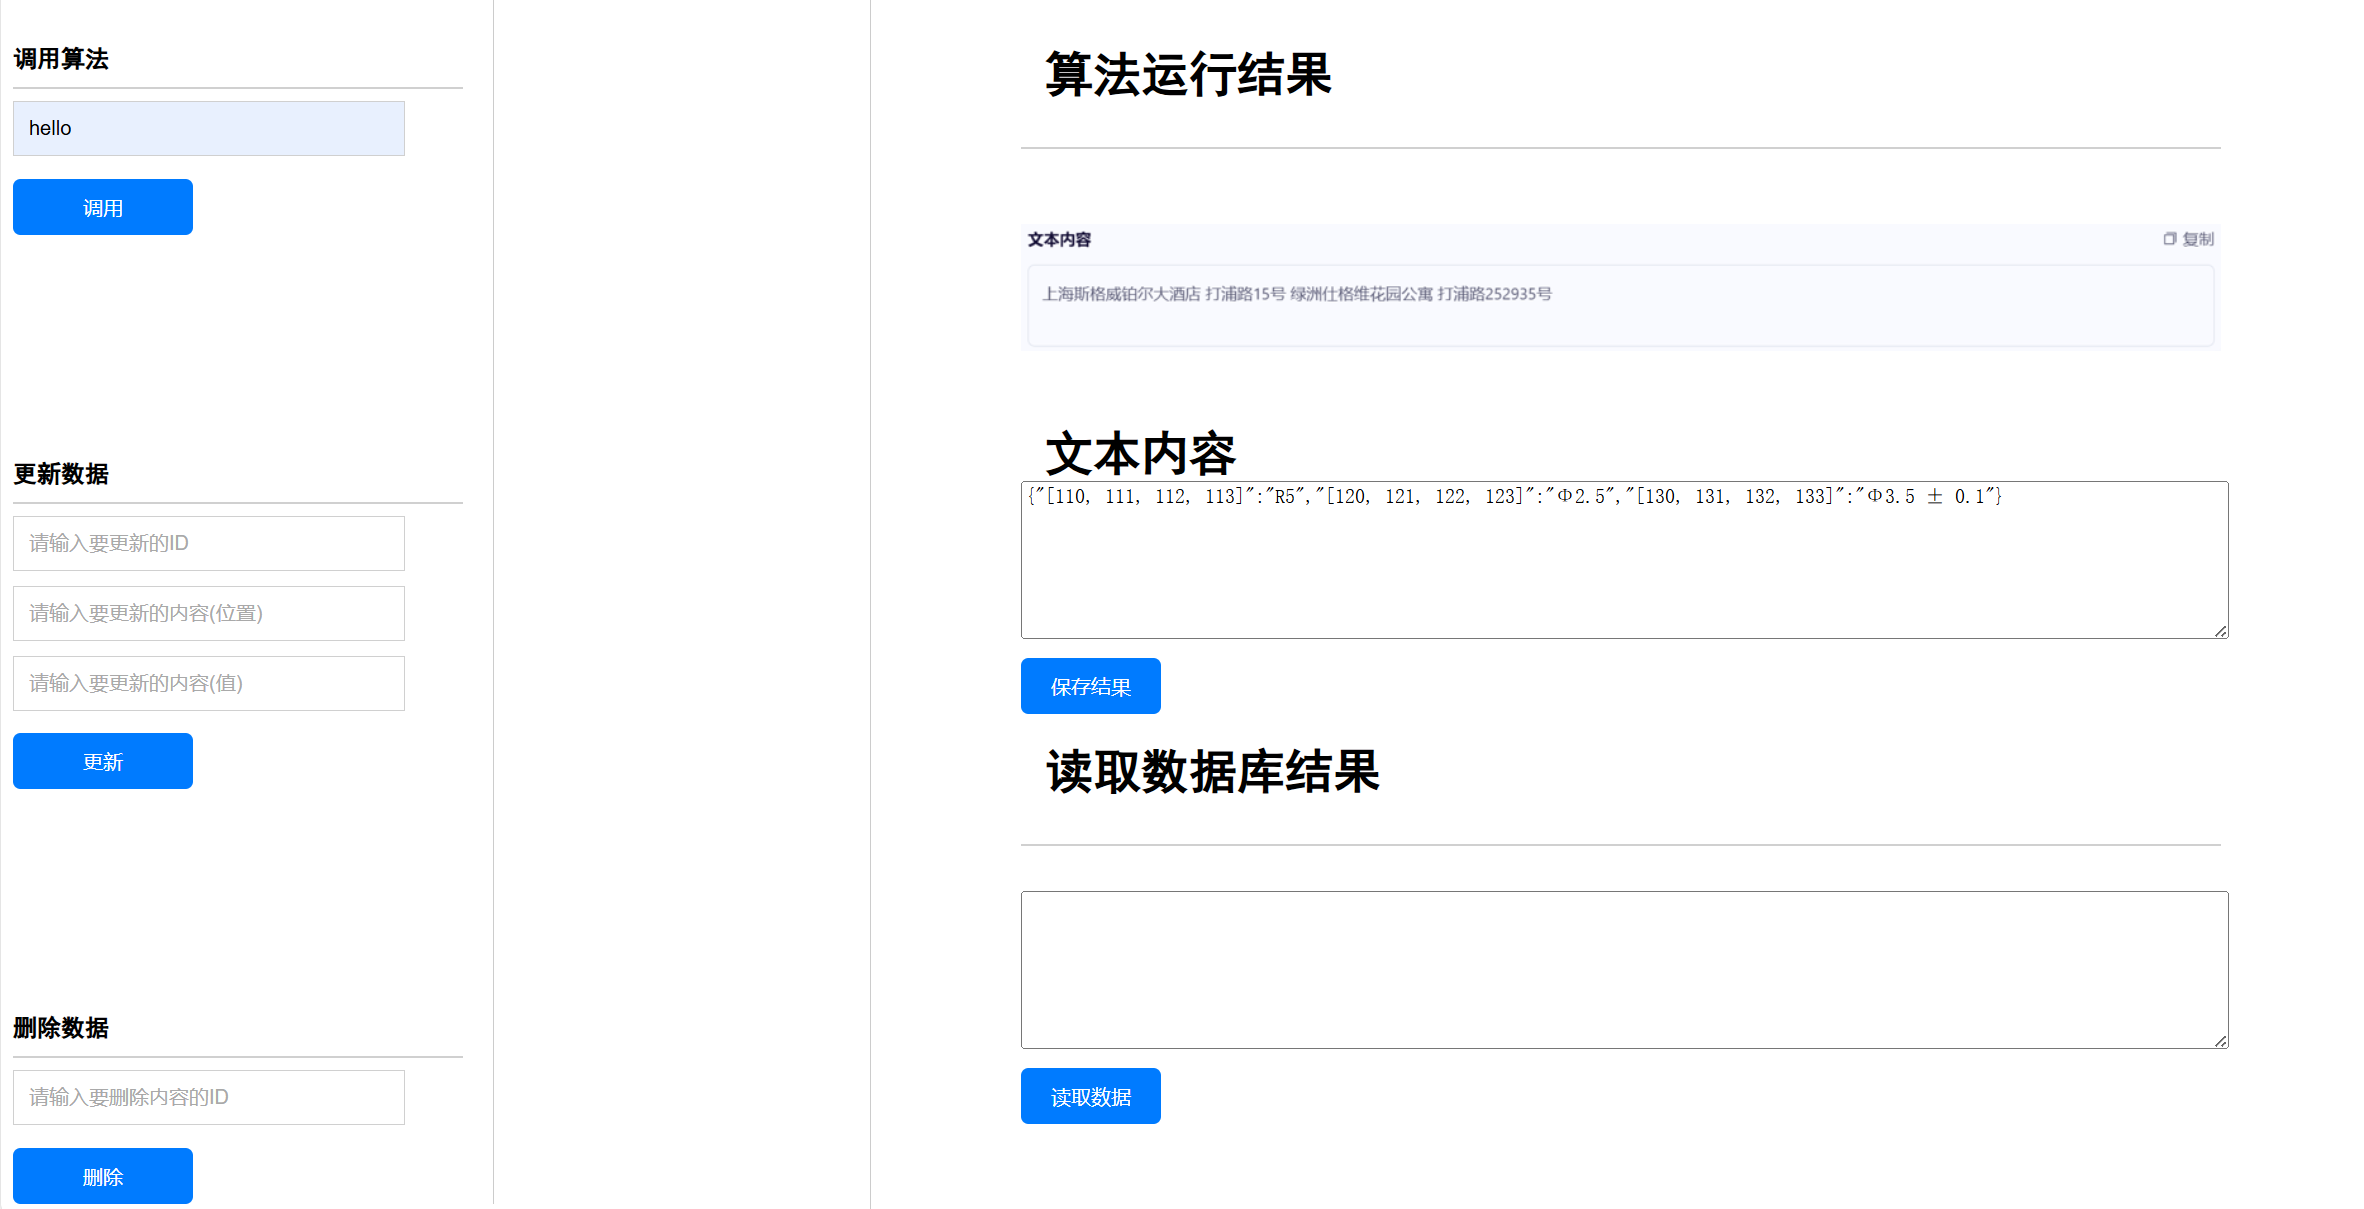 调用算法
hello
调用
更新数据
请输入要更新的ID
请输入要更新的内容(位置)
请输入要更新的内容(值)
更新
删除数据
请输入要删除内容的ID
删除
算法运行结果
文本内容
复制
上海斯格威铂尔大酒店 打浦路15号 绿洲仕格维花园公寓 打浦路252935号
文本内容
{"[110, 111, 112, 113]":"R5","[120, 121, 122, 123]":"Φ2.5","[130, 131, 132, 133]":"Φ3.5 ± 0.1"}
保存结果
读取数据库结果
读取数据